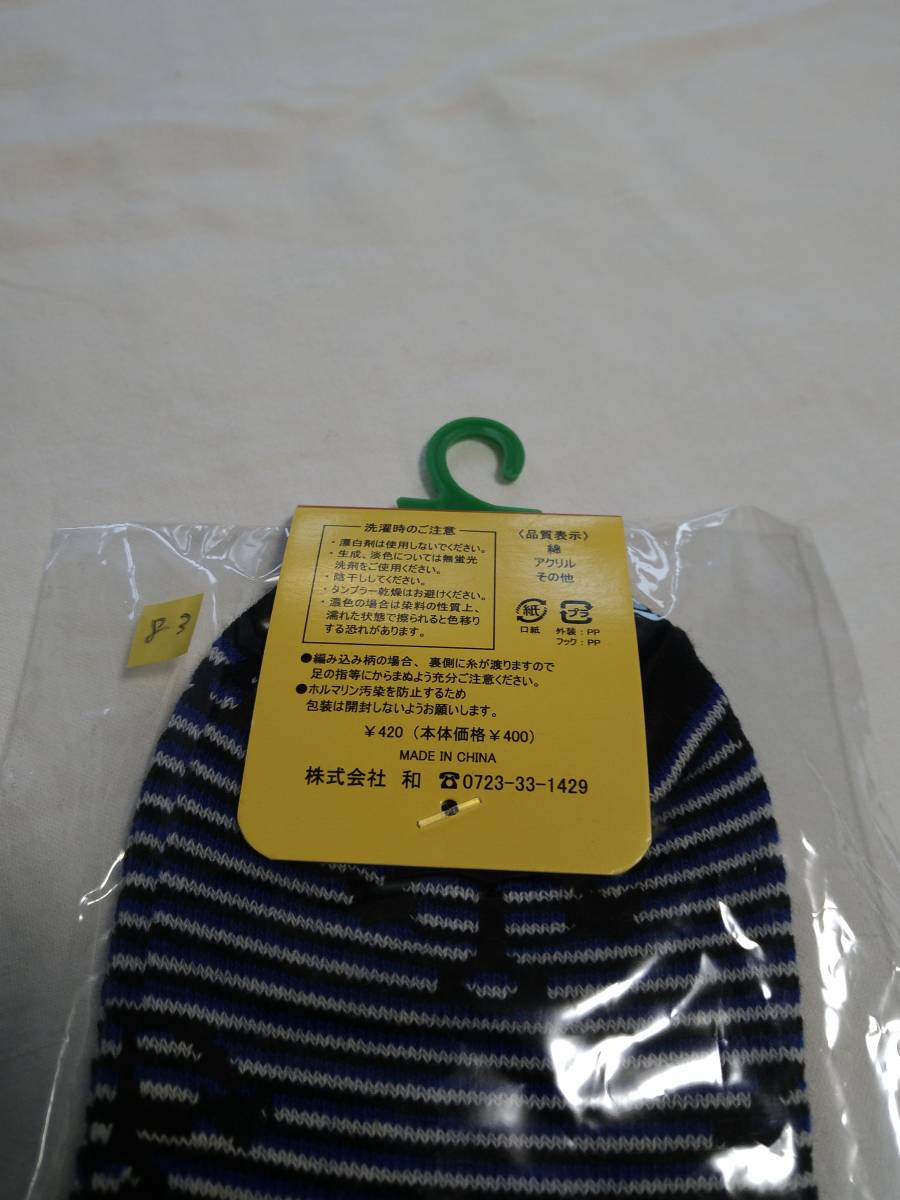 洗濯時のご注意
・漂白剤は使用しないでください。
・生成、淡色については無蛍光
洗剤をご使用ください。
・陰干ししてください。
・タンブラー乾燥はお避けください。
・濃色の場合は染料の性質上、
濡れた状態で擦られると色移り
する恐れがあります。
〈品質表示〉
綿
アクリル
その他
紙
プラ
口紙
外装：PP
フック：PP
●編み込み柄の場合、裏側に糸が渡りますので
足の指等にからまぬよう充分ご注意ください。
●ホルマリン汚染を防止するため
包装は開封しないようお願いします。
￥420（本体価格￥400）
MADE IN CHINA
株式会社 和 ☎0723-33-1429
8-3